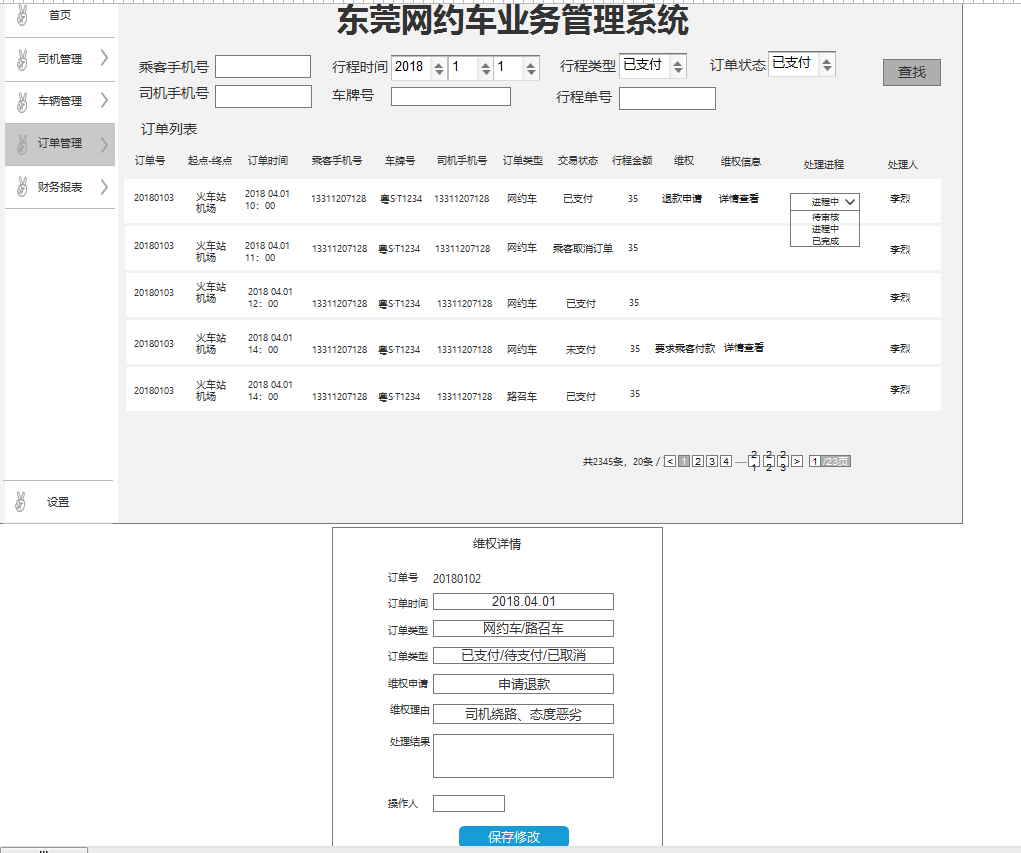 东莞网约车业务管理系统
首页
司机管理
车辆管理
订单管理
财务报表
设置
乘客手机号 行程时间 2018 1 1 行程类型 已支付 订单状态 已支付 查找
司机手机号 车牌号 行程单号
订单列表
订单号 起点-终点 订单时间 乘客手机号 车牌号 司机手机号 订单类型 交易状态 行程金额 维权 维权信息 处理进程 处理人
20180103 火车站 机场 2018 04.01 10：00 13311207128 粤S·T1234 13311207128 网约车 已支付 35 退款申请 详情查看 进程中 李烈
待审核
进程中
已完成
20180103 火车站 机场 2018 04.01 11：00 13311207128 粤S·T1234 13311207128 网约车 乘客取消订单 35 李烈
20180103 火车站 机场 2018 04.01 12：00 13311207128 粤S·T1234 13311207128 网约车 已支付 35 李烈
20180103 火车站 机场 2018 04.01 14：00 13311207128 粤S·T1234 13311207128 网约车 未支付 35 要求乘客付款 详情查看 李烈
20180103 火车站 机场 2018 04.01 14：00 13311207128 粤S·T1234 13311207128 路召车 已支付 35 李烈
共2345条，20条 / < 1 2 3 4 — 21 22 23 > 1 /23页
维权详情
订单号 20180102
订单时间 2018.04.01
订单类型 网约车/路召车
订单类型 已支付/待支付/已取消
维权申请 申请退款
维权理由 司机绕路、态度恶劣
处理结果
操作人
保存修改